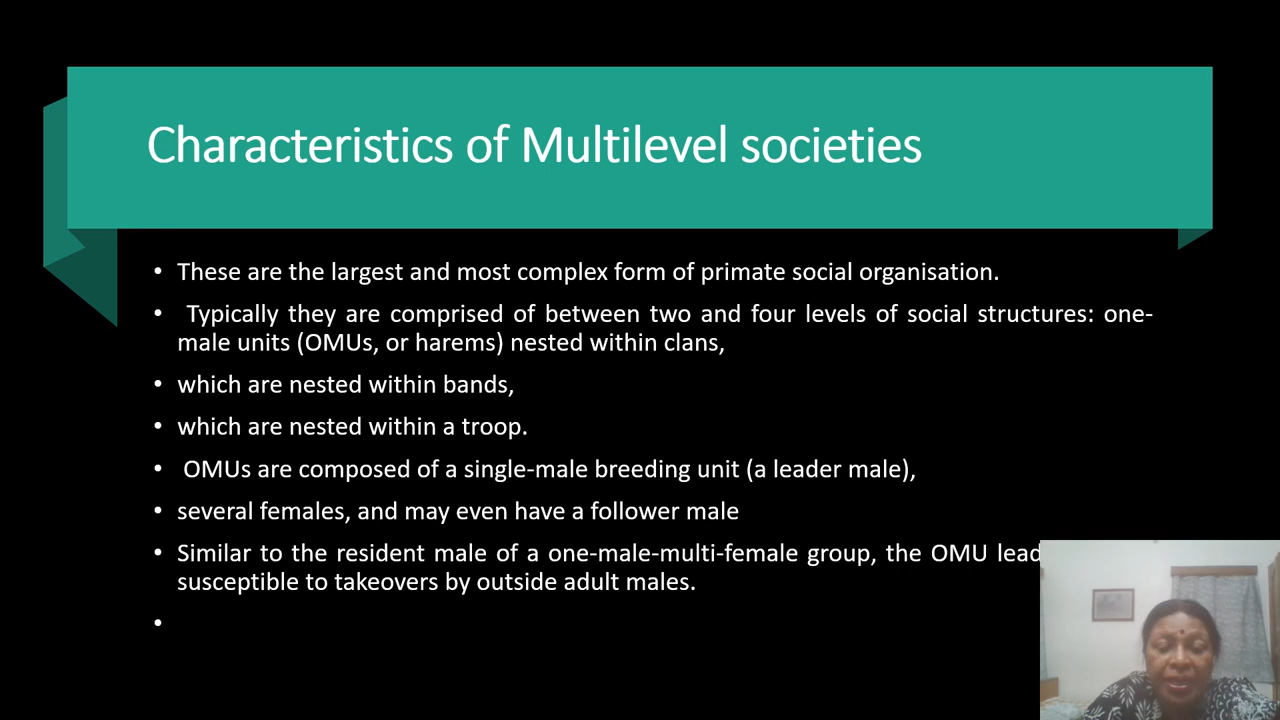 Characteristics of Multilevel societies
• These are the largest and most complex form of primate social organisation.
• Typically they are comprised of between two and four levels of social structures: one-
male units (OMUs, or harems) nested within clans,
• which are nested within bands,
• which are nested within a troop.
• OMUs are composed of a single-male breeding unit (a leader male),
• several females, and may even have a follower male
• Similar to the resident male of a one-male-multi-female group, the OMU
susceptible to takeovers by outside adult males.
•